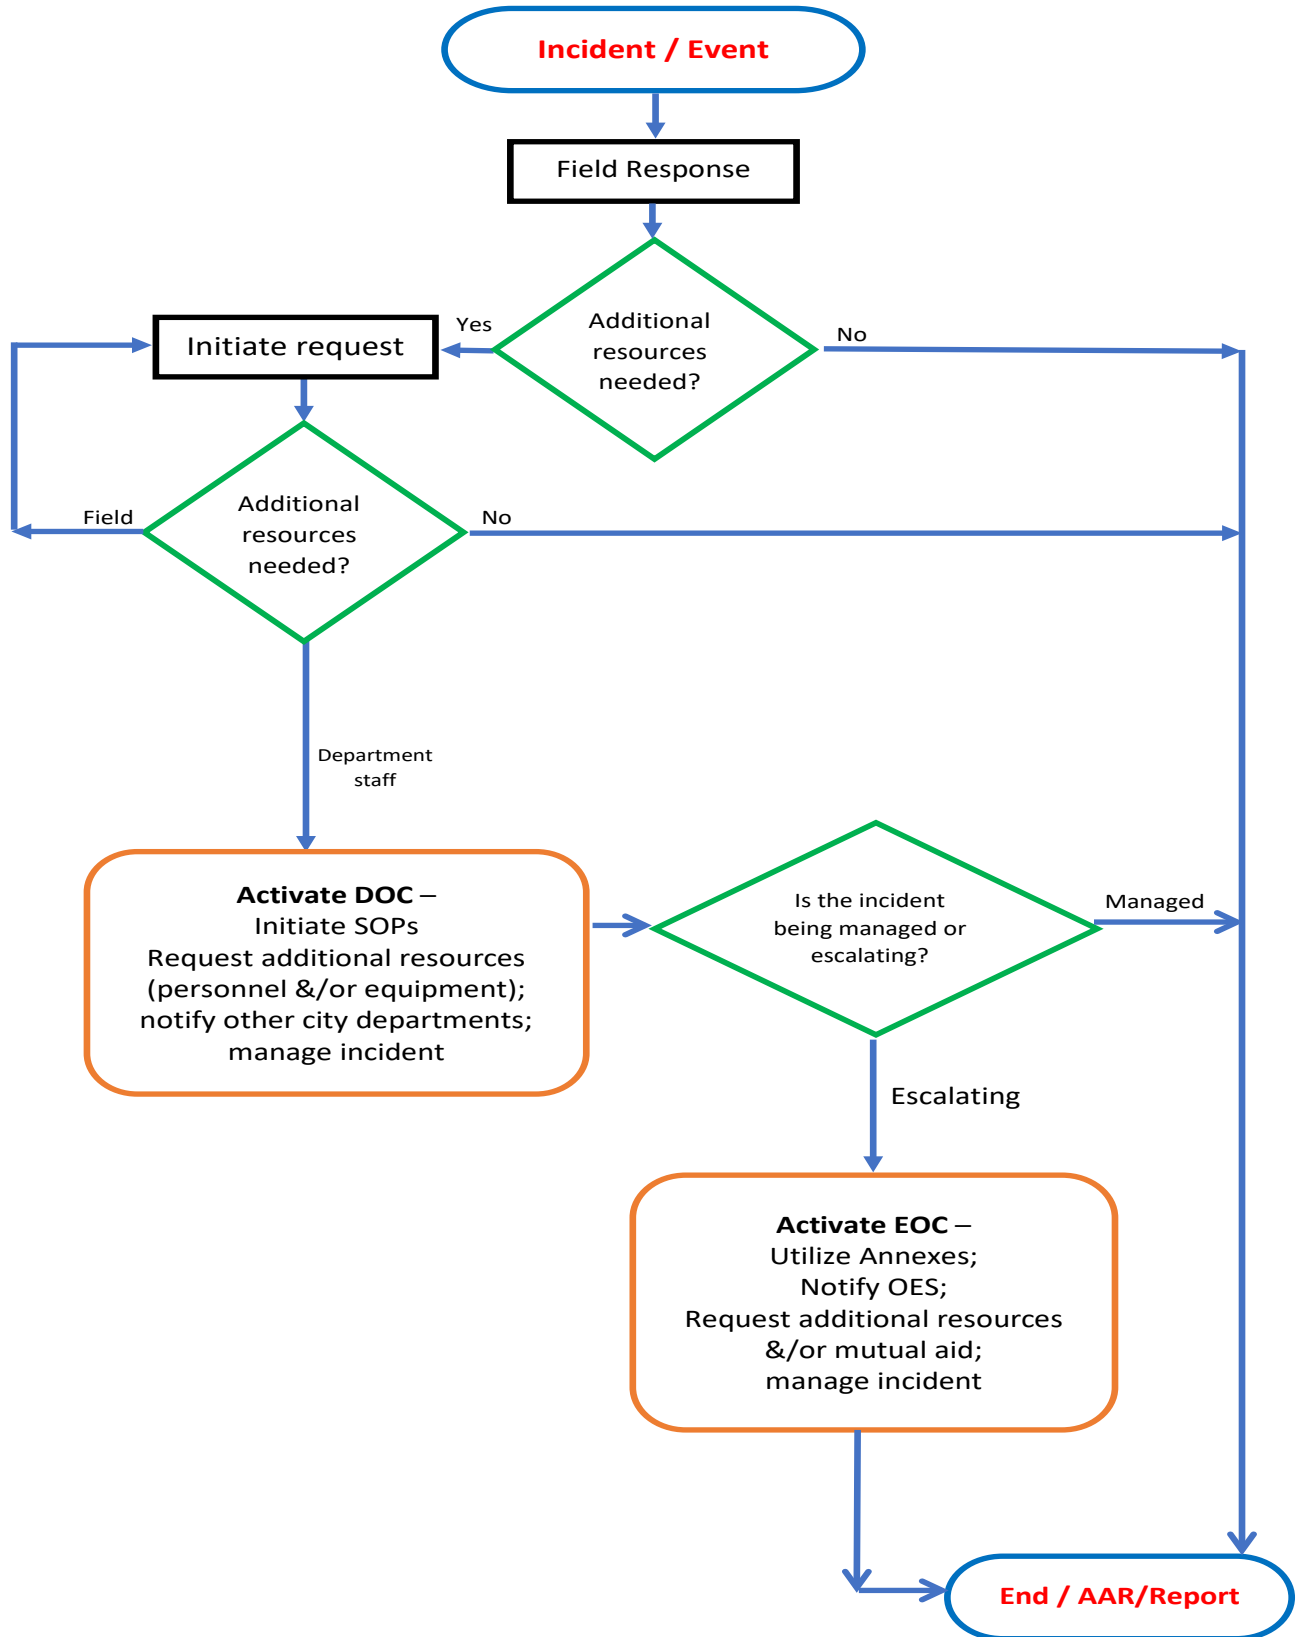 Incident / Event
Field Response
Additional
resources
needed?
Yes
No
Initiate request
Additional
resources
needed?
Field
No
Department
staff
Activate DOC –
Initiate SOPs
Request additional resources
(personnel &/or equipment);
notify other city departments;
manage incident
Is the incident
being managed or
escalating?
Managed
Escalating
Activate EOC –
Utilize Annexes;
Notify OES;
Request additional resources
&/or mutual aid;
manage incident
End / AAR/Report